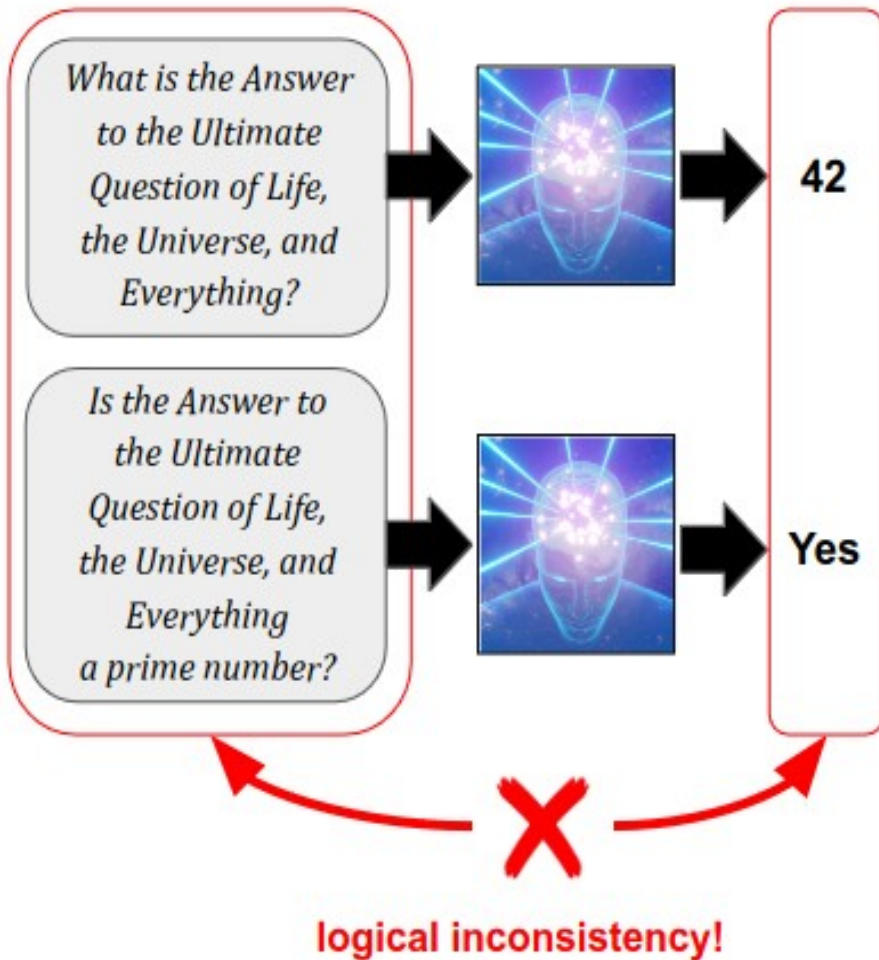 What is the Answer
to the Ultimate
Question of Life,
the Universe, and
Everything?
42
Is the Answer to
the Ultimate
Question of Life,
the Universe, and
Everything
a prime number?
Yes
logical inconsistency!